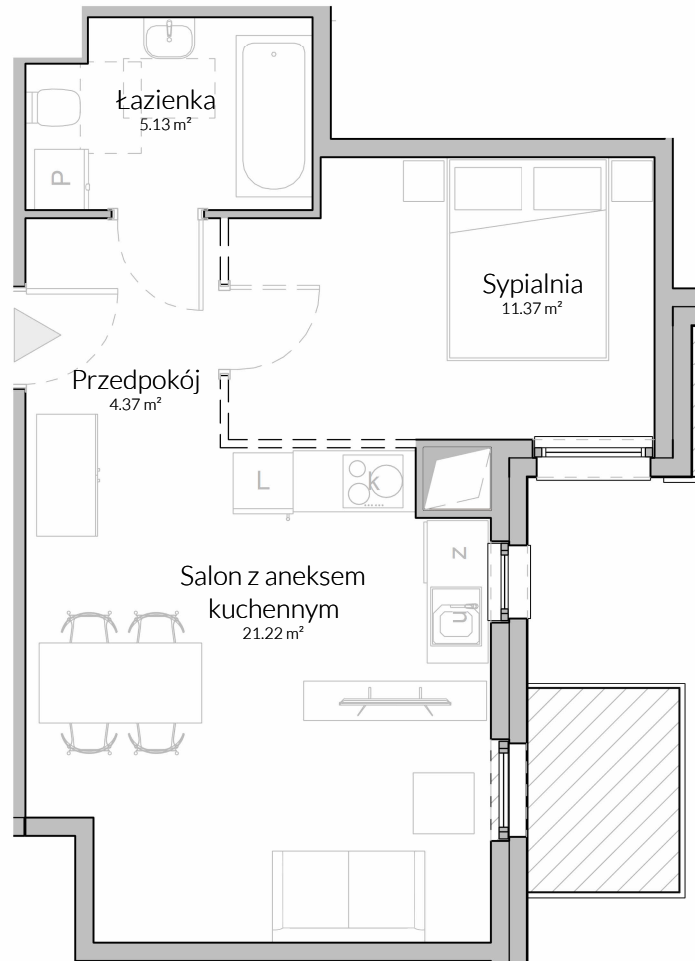 Łazienka
5.13 m²
P
Sypialnia
11.37 m²
Przedpokój
4.37 m²
L
k
Z
Salon z aneksem
kuchennym
21.22 m²
u